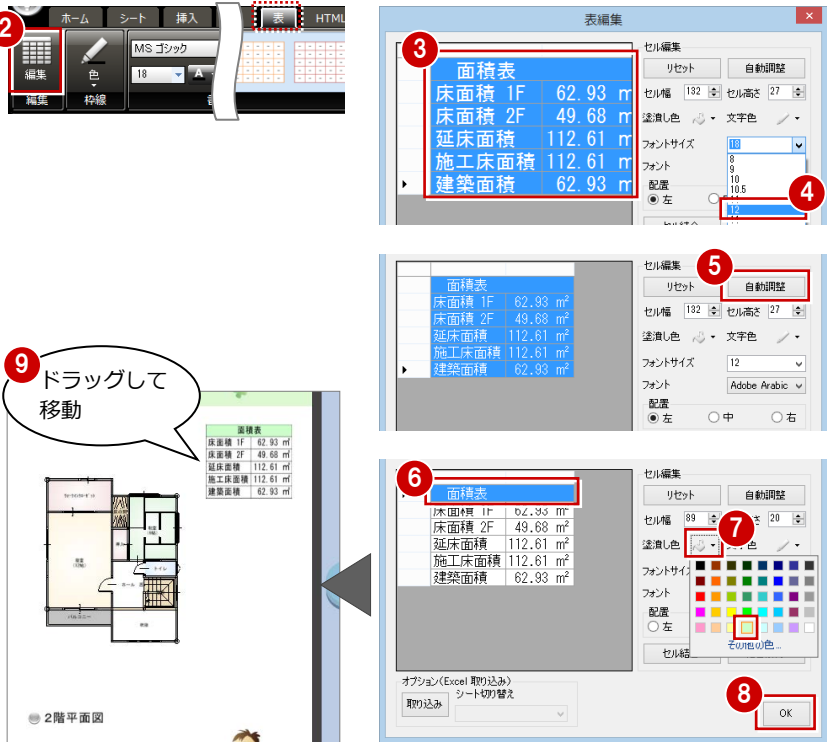 ホーム シート 挿入 表 HTML
2
編集
色
MS ゴシック
18 A
編集 枠線
表編集
3
面積表
床面積 1F 62.93 m
床面積 2F 49.68 m
延床面積 112.61 m
施工床面積 112.61 m
建築面積 62.93 m
セル編集
リセット 自動調整
セル幅 132 セル高さ 27
塗潰し色 文字色
フォントサイズ 18
8
9
10
10.5
12
フォント
配置
左
4
面積表
床面積 1F 62.93 m²
床面積 2F 49.68 m²
延床面積 112.61 m²
施工床面積 112.61 m²
建築面積 62.93 m²
セル編集
5
リセット 自動調整
セル幅 132 セル高さ 27
塗潰し色 文字色
フォントサイズ 12
フォント Adobe Arabic
配置
左 中 右
9
ドラッグして
移動
面積表
床面積 1F 62.93 ㎡
床面積 2F 49.68 ㎡
延床面積 112.61 ㎡
施工床面積 112.61 ㎡
建築面積 62.93 ㎡
トイレ
ホール
バルコニー
2階平面図
6
面積表
床面積 1F 62.93 m²
床面積 2F 49.68 m²
延床面積 112.61 m²
施工床面積 112.61 m²
建築面積 62.93 m²
セル編集
リセット 自動調整
セル幅 89 20
7
塗潰し色 文字色
フォントサイ
フォント
配置
左
その他の色...
セル結
オプション(Excel 取り込み)
取り込み シート切り替え
8
OK